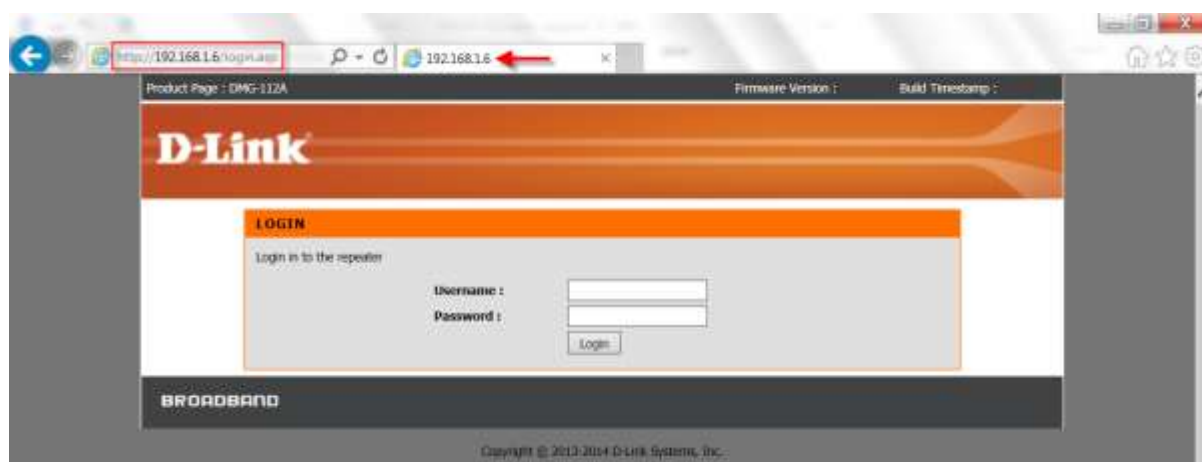 http://192.168.1.6/login.asp
192.168.1.6
Product Page : DMG-112A Firmware Version : Build Timestamp :
D-Link
LOGIN
Login in to the repeater
Username :
Password :
Login
BROADBAND
Copyright © 2013-2014 D-Link Systems, Inc.